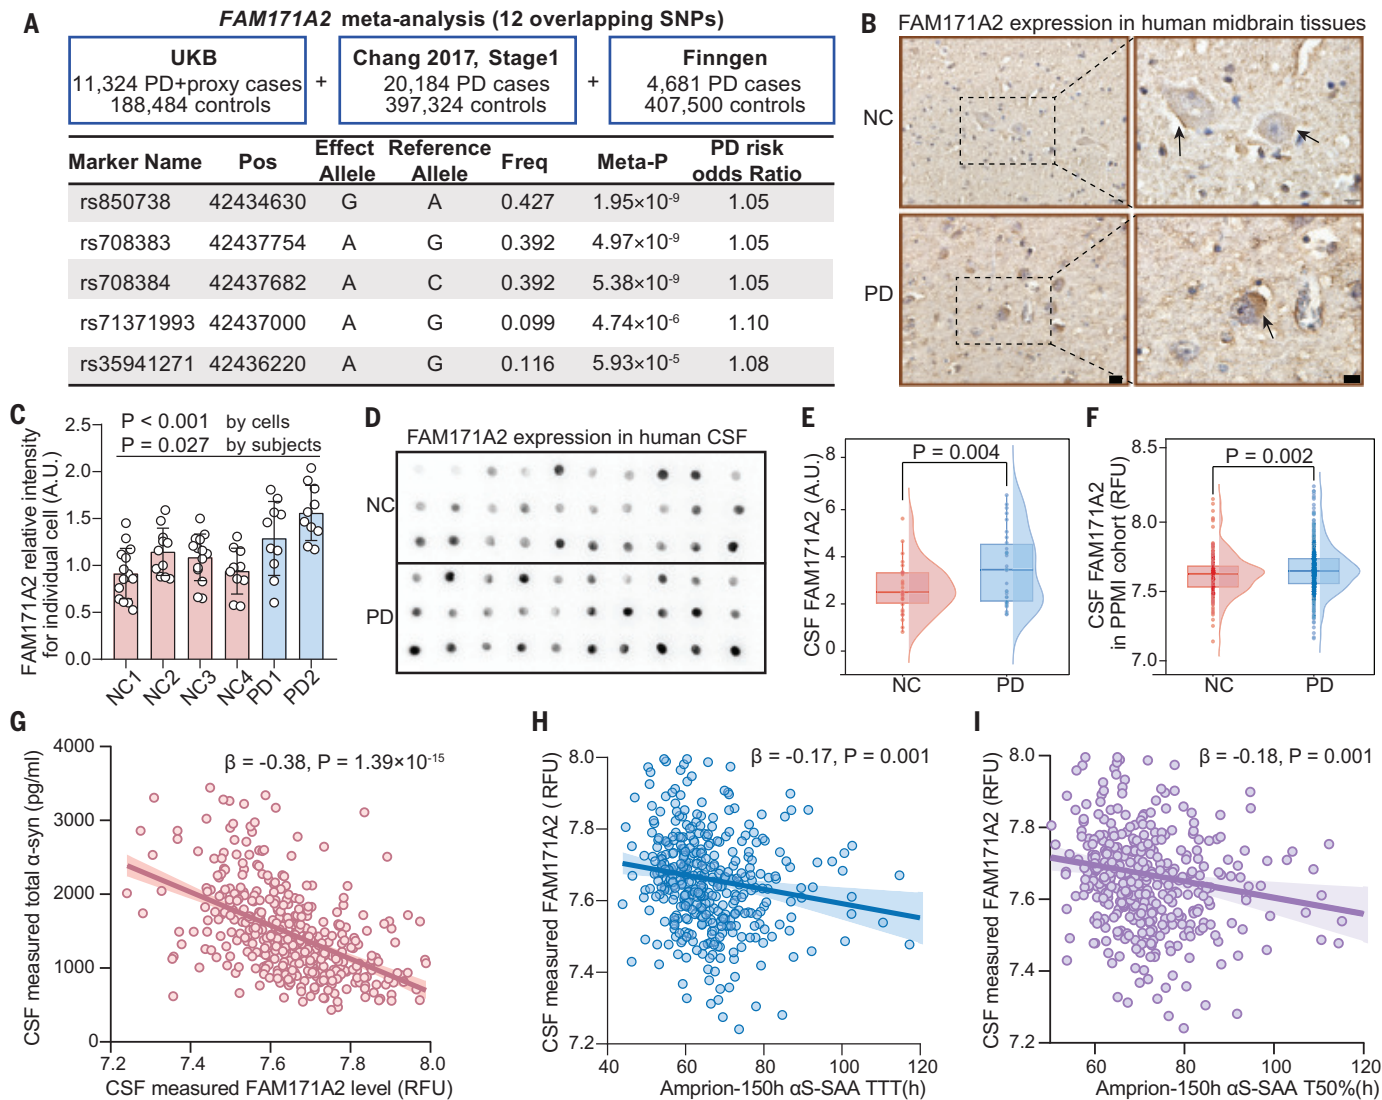 A
FAM171A2 meta-analysis (12 overlapping SNPs)
UKB
11,324 PD+proxy cases
188,484 controls
+
Chang 2017, Stage1
20,184 PD cases
397,324 controls
+
Finngen
4,681 PD cases
407,500 controls
Marker Name Pos Effect Allele Reference Allele Freq Meta-P PD risk odds Ratio
rs850738 42434630 G A 0.427 1.95×10⁻⁹ 1.05
rs708383 42437754 A G 0.392 4.97×10⁻⁹ 1.05
rs708384 42437682 A C 0.392 5.38×10⁻⁹ 1.05
rs71371993 42437000 A G 0.099 4.74×10⁻⁶ 1.10
rs35941271 42436220 A G 0.116 5.93×10⁻⁵ 1.08
B
FAM171A2 expression in human midbrain tissues
NC
PD
C
P < 0.001 by cells
P = 0.027 by subjects
FAM171A2 relative intensity
for individual cell (A.U.)
2.5
2.0
1.5
1.0
0.5
0.0
NC1 NC2 NC3 NC4 PD1 PD2
D
FAM171A2 expression in human CSF
NC
PD
E
P = 0.004
CSF FAM171A2 (A.U.)
8
6
4
2
0
NC PD
F
P = 0.002
CSF FAM171A2
in PPMI cohort (RFU)
8.5
8.0
7.5
7.0
NC PD
G
β = -0.38, P = 1.39×10⁻¹⁵
CSF measured total α-syn (pg/ml)
4000
3000
2000
1000
0
7.2 7.4 7.6 7.8 8.0
CSF measured FAM171A2 level (RFU)
H
β = -0.17, P = 0.001
CSF measured FAM171A2 (RFU)
8.0
7.8
7.6
7.4
7.2
40 60 80 100 120
Amprion-150h αS-SAA TTT(h)
I
β = -0.18, P = 0.001
CSF measured FAM171A2 (RFU)
8.0
7.8
7.6
7.4
7.2
60 80 100 120
Amprion-150h αS-SAA T50%(h)